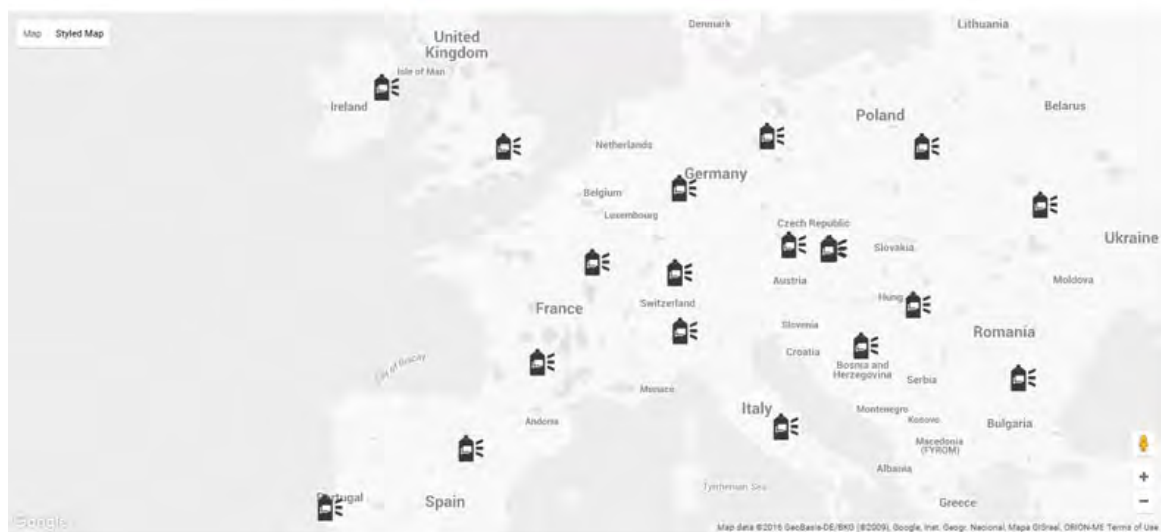 Map Styled Map
Denmark
Lithuania
United
Kingdom
Isle of Man
Ireland
Belarus
Poland
Netherlands
Germany
Belgium
Luxembourg
Czech Republic
Ukraine
Slovakia
Austria
Moldova
Hung
Switzerland
France
Slovenia
Romania
Croatia
Bay of Biscay
Bosnia and
Herzegovina
Serbia
Monaco
Italy
Montenegro
Kosovo
Andorra
Bulgaria
Macedonia
(FYROM)
Albania
Tyrrhenian Sea
Portugal
Spain
Greece
Google
Map data ©2016 GeoBasis-DE/BKG (©2009), Google, Inst. Geogr. Nacional, Mapa GISrael, ORION-ME Terms of Use